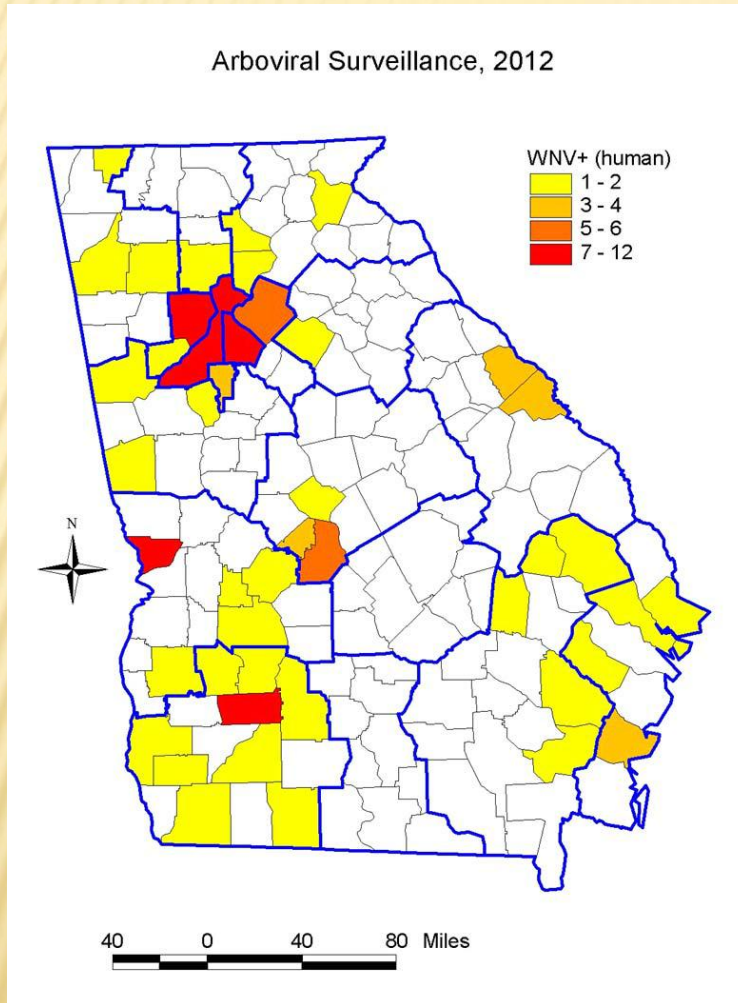 Arboviral Surveillance, 2012
WNV+ (human)
1 - 2
3 - 4
5 - 6
7 - 12
N
40 0 40 80 Miles